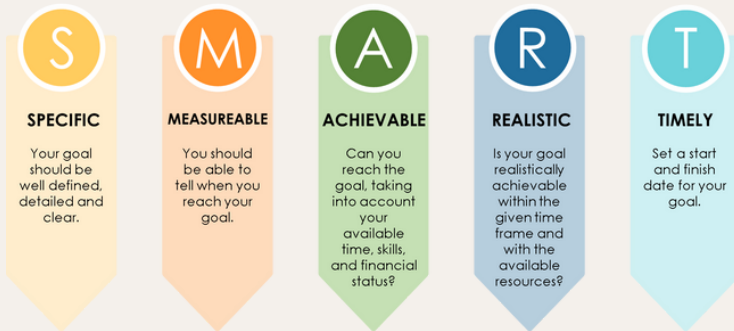 S
SPECIFIC
Your goal
should be
well defined,
detailed and
clear.
M
MEASUREABLE
You should
be able to
tell when you
reach your
goal.
A
ACHIEVABLE
Can you
reach the
goal, taking
into account
your
available
time, skills,
and financial
status?
R
REALISTIC
Is your goal
realistically
achievable
within the
given time
frame and
with the
available
resources?
T
TIMELY
Set a start
and finish
date for your
goal.